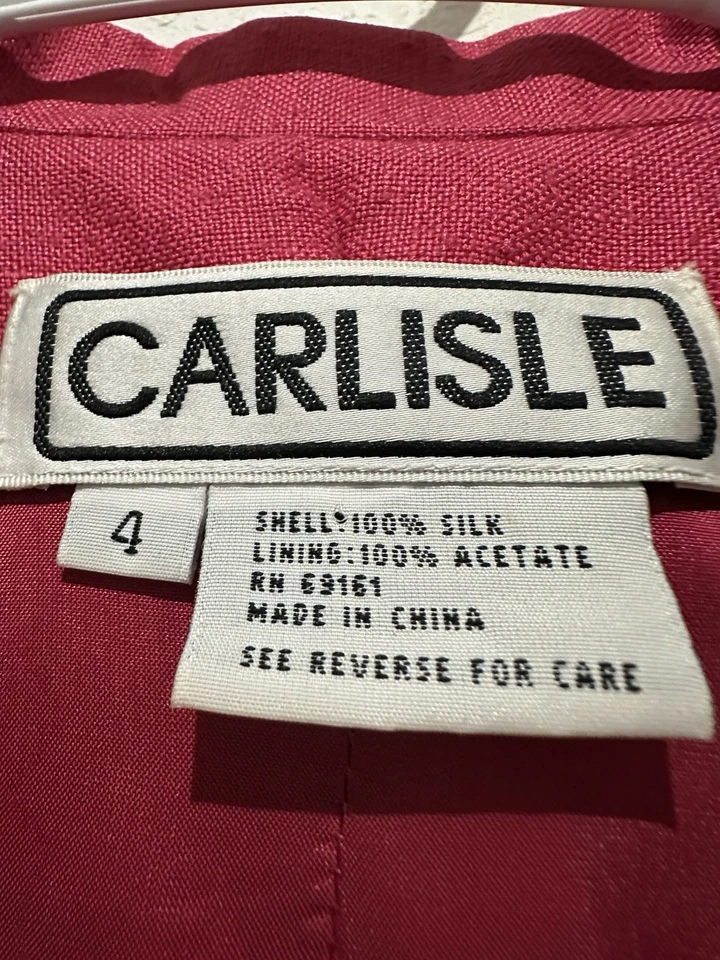 CARLISLE
4
SHELL:100% SILK
LINING:100% ACETATE
RN 69161
MADE IN CHINA
SEE REVERSE FOR CARE